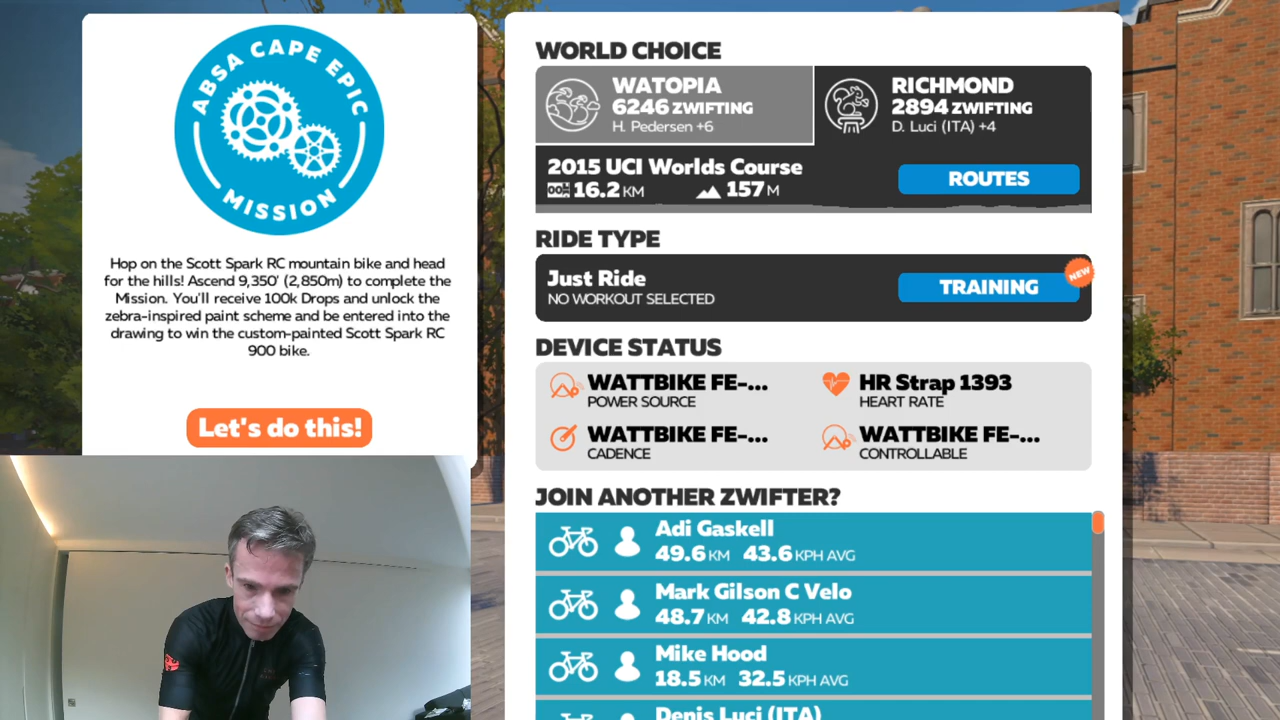 ABSA CAPE EPIC
MISSION
Hop on the Scott Spark RC mountain bike and head
for the hills! Ascend 9,350' (2,850m) to complete the
Mission. You'll receive 100k Drops and unlock the
zebra-inspired paint scheme and be entered into the
drawing to win the custom-painted Scott Spark RC
900 bike.
Let's do this!
WORLD CHOICE
WATOPIA
6246 ZWIFTING
H. Pedersen +6
RICHMOND
2894 ZWIFTING
D. Luci (ITA) +4
2015 UCI Worlds Course
16.2 KM 157 M
ROUTES
RIDE TYPE
Just Ride
NO WORKOUT SELECTED
TRAINING
NEW
DEVICE STATUS
WATTBIKE FE-...
POWER SOURCE
HR Strap 1393
HEART RATE
WATTBIKE FE-...
CADENCE
WATTBIKE FE-...
CONTROLLABLE
JOIN ANOTHER ZWIFTER?
Adi Gaskell
49.6 KM 43.6 KPH AVG
Mark Gilson C Velo
48.7 KM 42.8 KPH AVG
Mike Hood
18.5 KM 32.5 KPH AVG
Denis Luci (ITA)